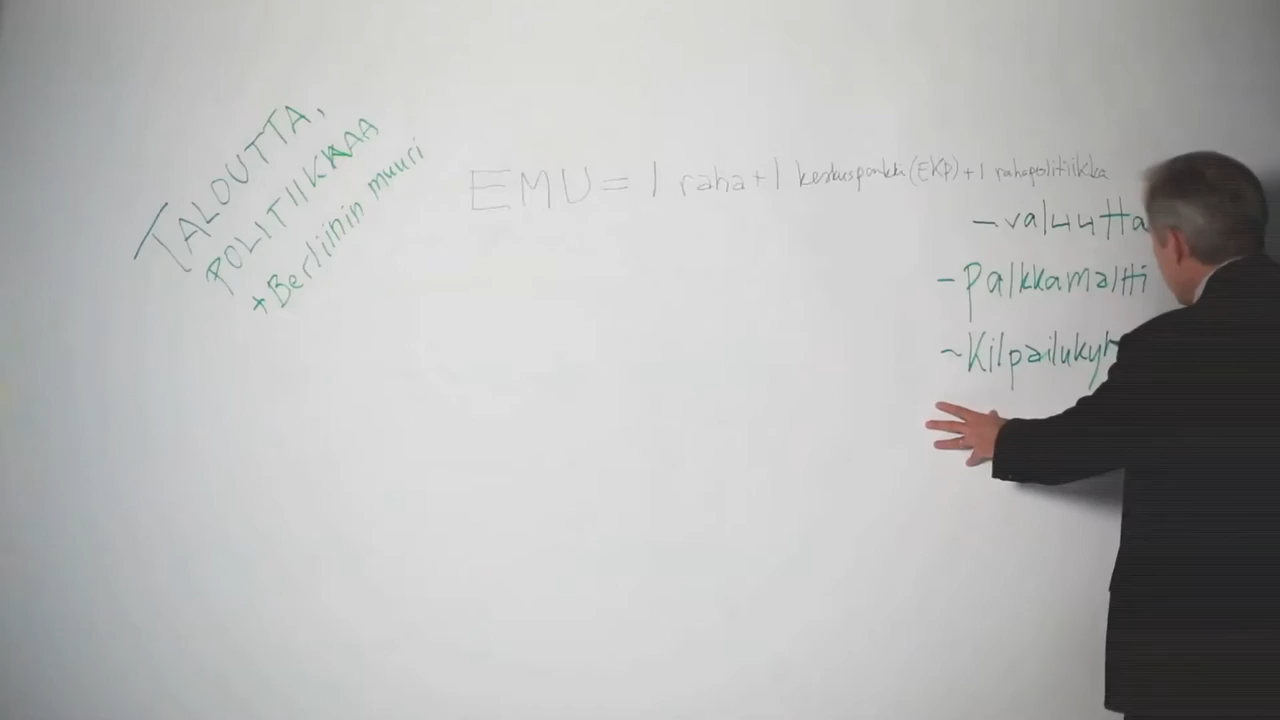 TALOUTTA,
POLITIIKKAA
+ Berliinin muuri
EMU = 1 raha + 1 keskuspankki (EKP) + 1 rahapolitiikka
- valuutta
- Palkkamaltti
~ Kilpailuky